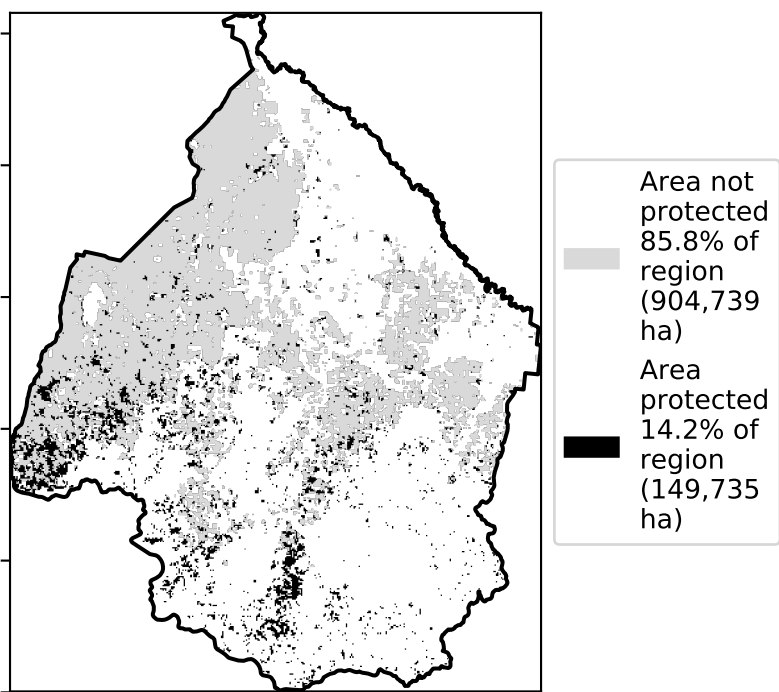 Area not
protected
85.8% of
region
(904,739
ha)
Area
protected
14.2% of
region
(149,735
ha)